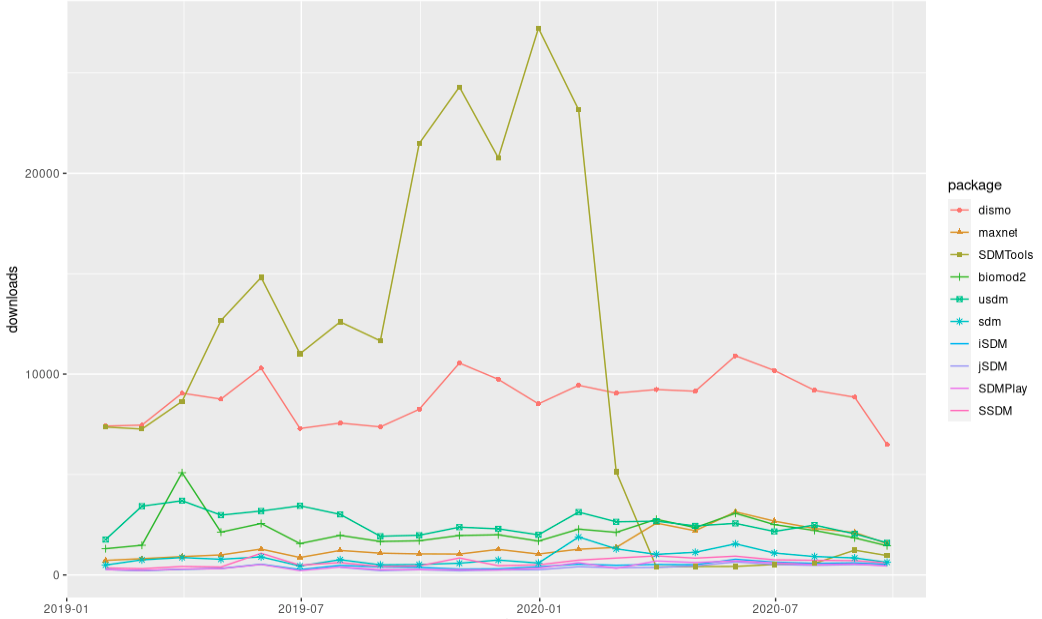 downloads
20000
10000
0
2019-01
2019-07
2020-01
2020-07
package
dismo
maxnet
SDMTools
biomod2
usdm
sdm
iSDM
jSDM
SDMPlay
SSDM